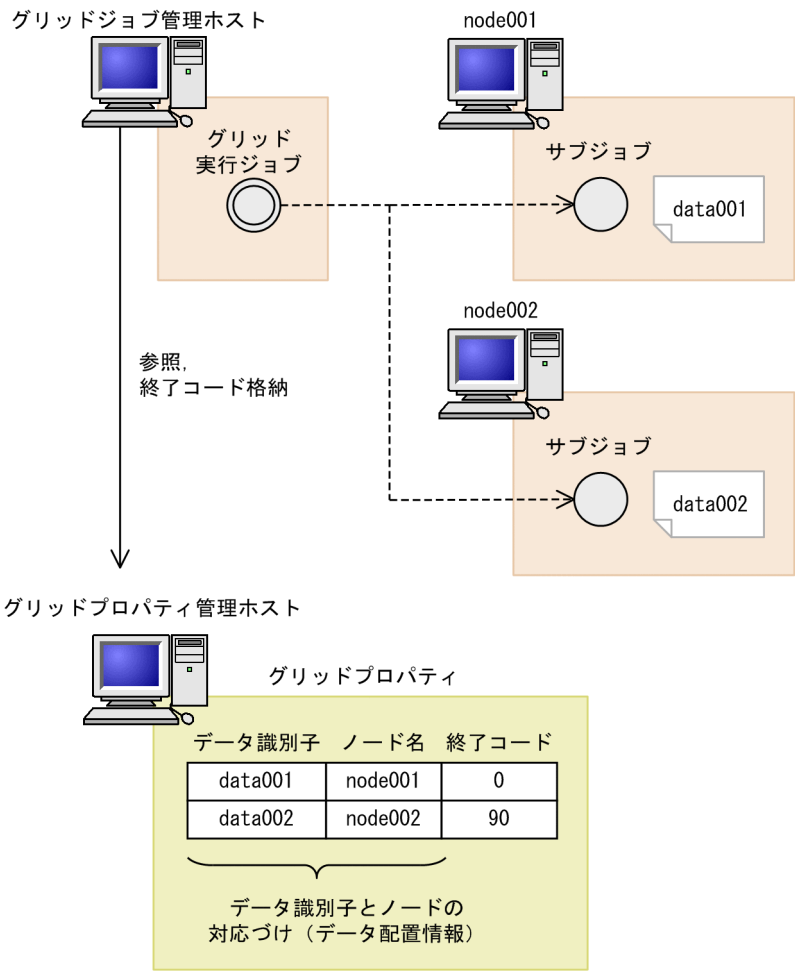 グリッドジョブ管理ホスト
node001
グリッド
実行ジョブ
サブジョブ
data001
node002
参照,
終了コード格納
サブジョブ
data002
グリッドプロパティ管理ホスト
グリッドプロパティ
データ識別子 ノード名 終了コード
data001 node001 0
data002 node002 90
データ識別子とノードの
対応づけ（データ配置情報）